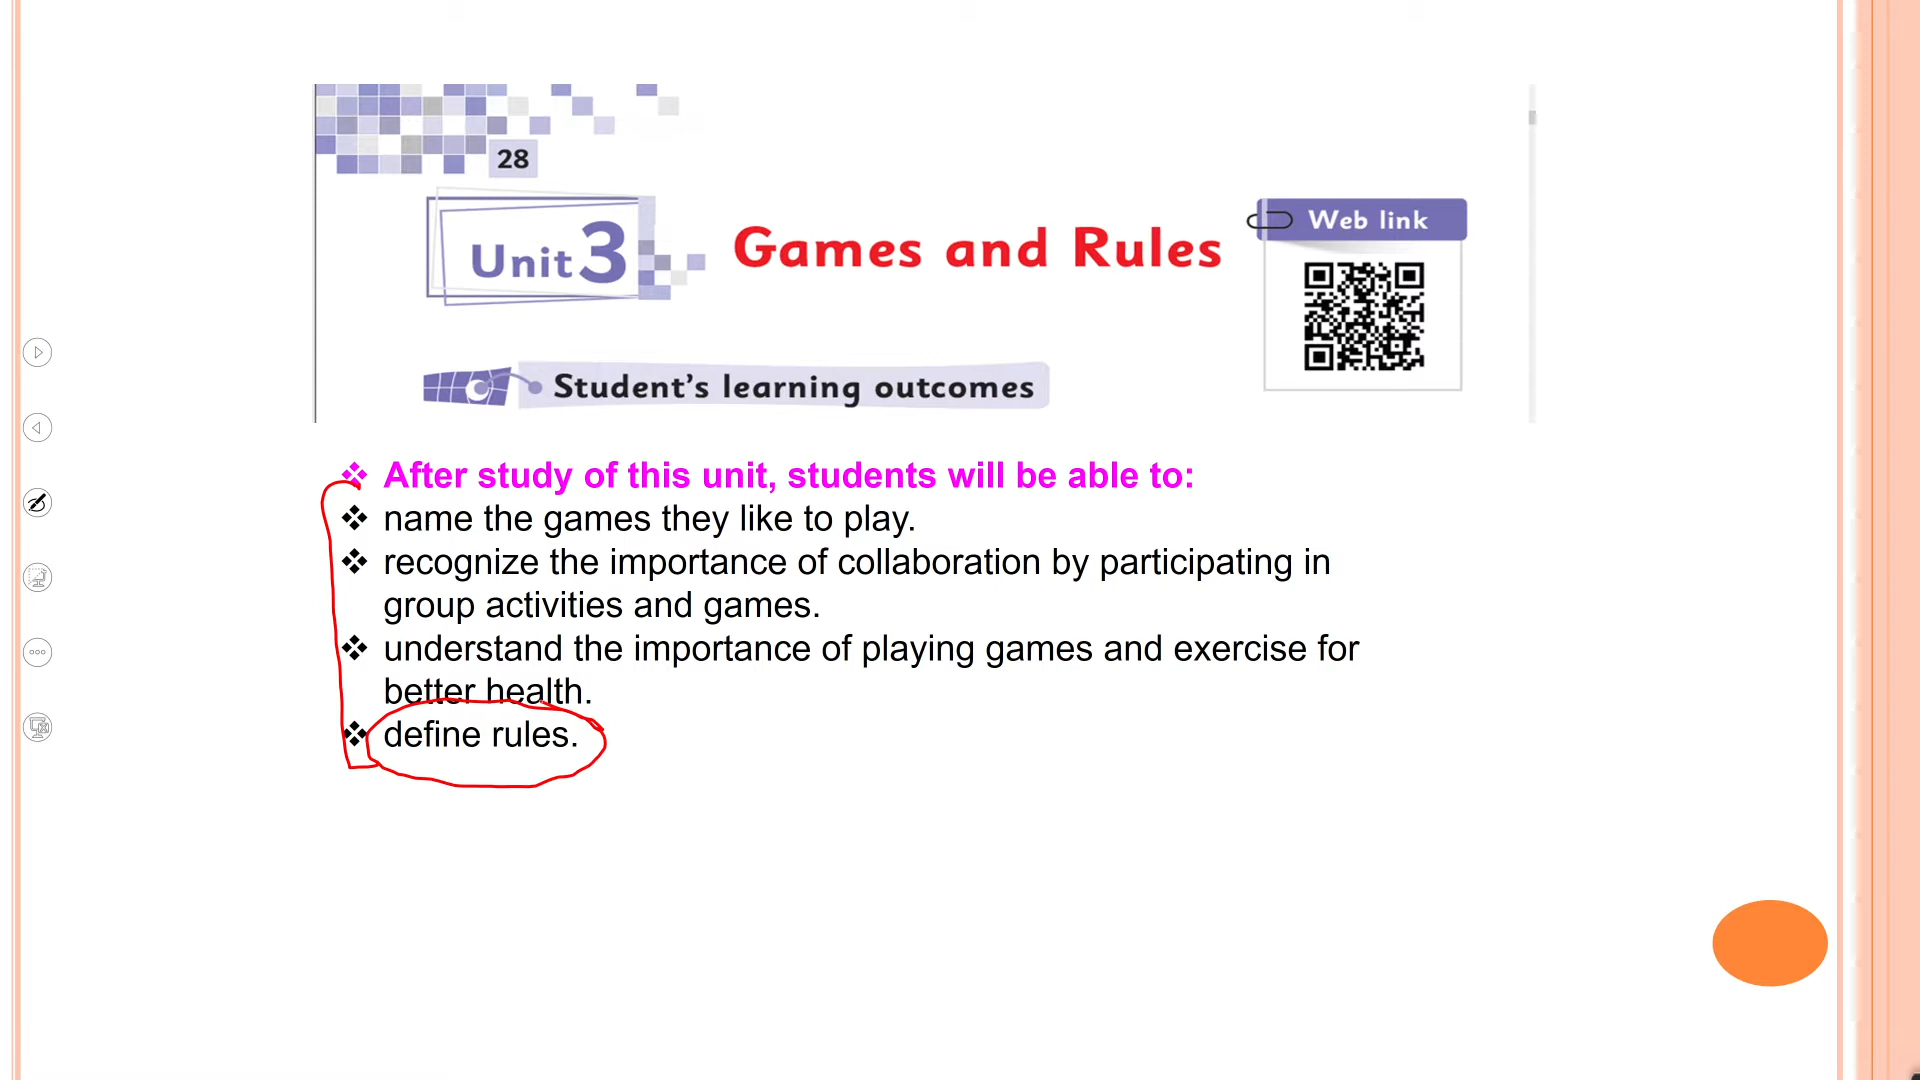 28
Unit 3
Games and Rules
Web link
Student's learning outcomes
❖ After study of this unit, students will be able to:
❖ name the games they like to play.
❖ recognize the importance of collaboration by participating in
group activities and games.
❖ understand the importance of playing games and exercise for
better health.
❖ define rules.